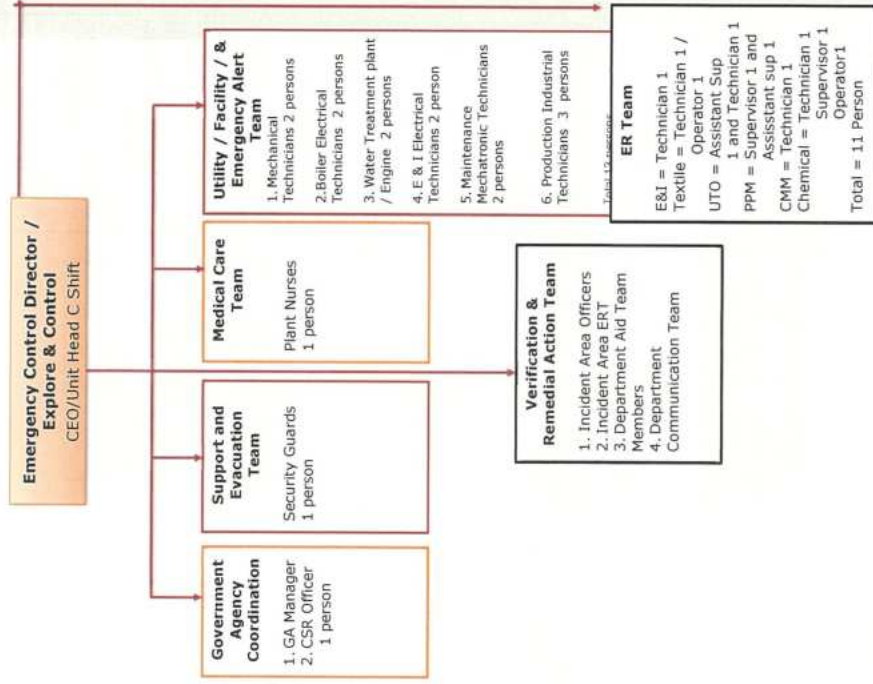 Emergency Control Director /
Explore & Control
CEO/Unit Head C Shift
Government
Agency
Coordination
1. GA Manager
2. CSR Officer
1 person
Support and
Evacuation
Team
Security Guards
1 person
Medical Care
Team
Plant Nurses
1 person
Utility / Facility / &
Emergency Alert
Team
1. Mechanical
Technicians 2 persons
2.Boiler Electrical
Technicians 2 persons
3. Water Treatment plant
/ Engine 2 persons
4. E & I Electrical
Technicians 2 person
5. Maintenance
Mechatronic Technicians
2 persons
6. Production Industrial
Technicians 3 persons
Total 13 persons
Verification &
Remedial Action Team
1. Incident Area Officers
2. Incident Area ERT
3. Department Aid Team
Members
4. Department
Communication Team
ER Team
E&I = Technician 1
Textile = Technician 1 /
Operator 1
UTO = Assistant Sup
1 and Technician 1
PPM = Supervisor 1 and
Assisstant sup 1
CMM = Technician 1
Chemical = Technician 1
Supervisor 1
Operator1
Total = 11 Person